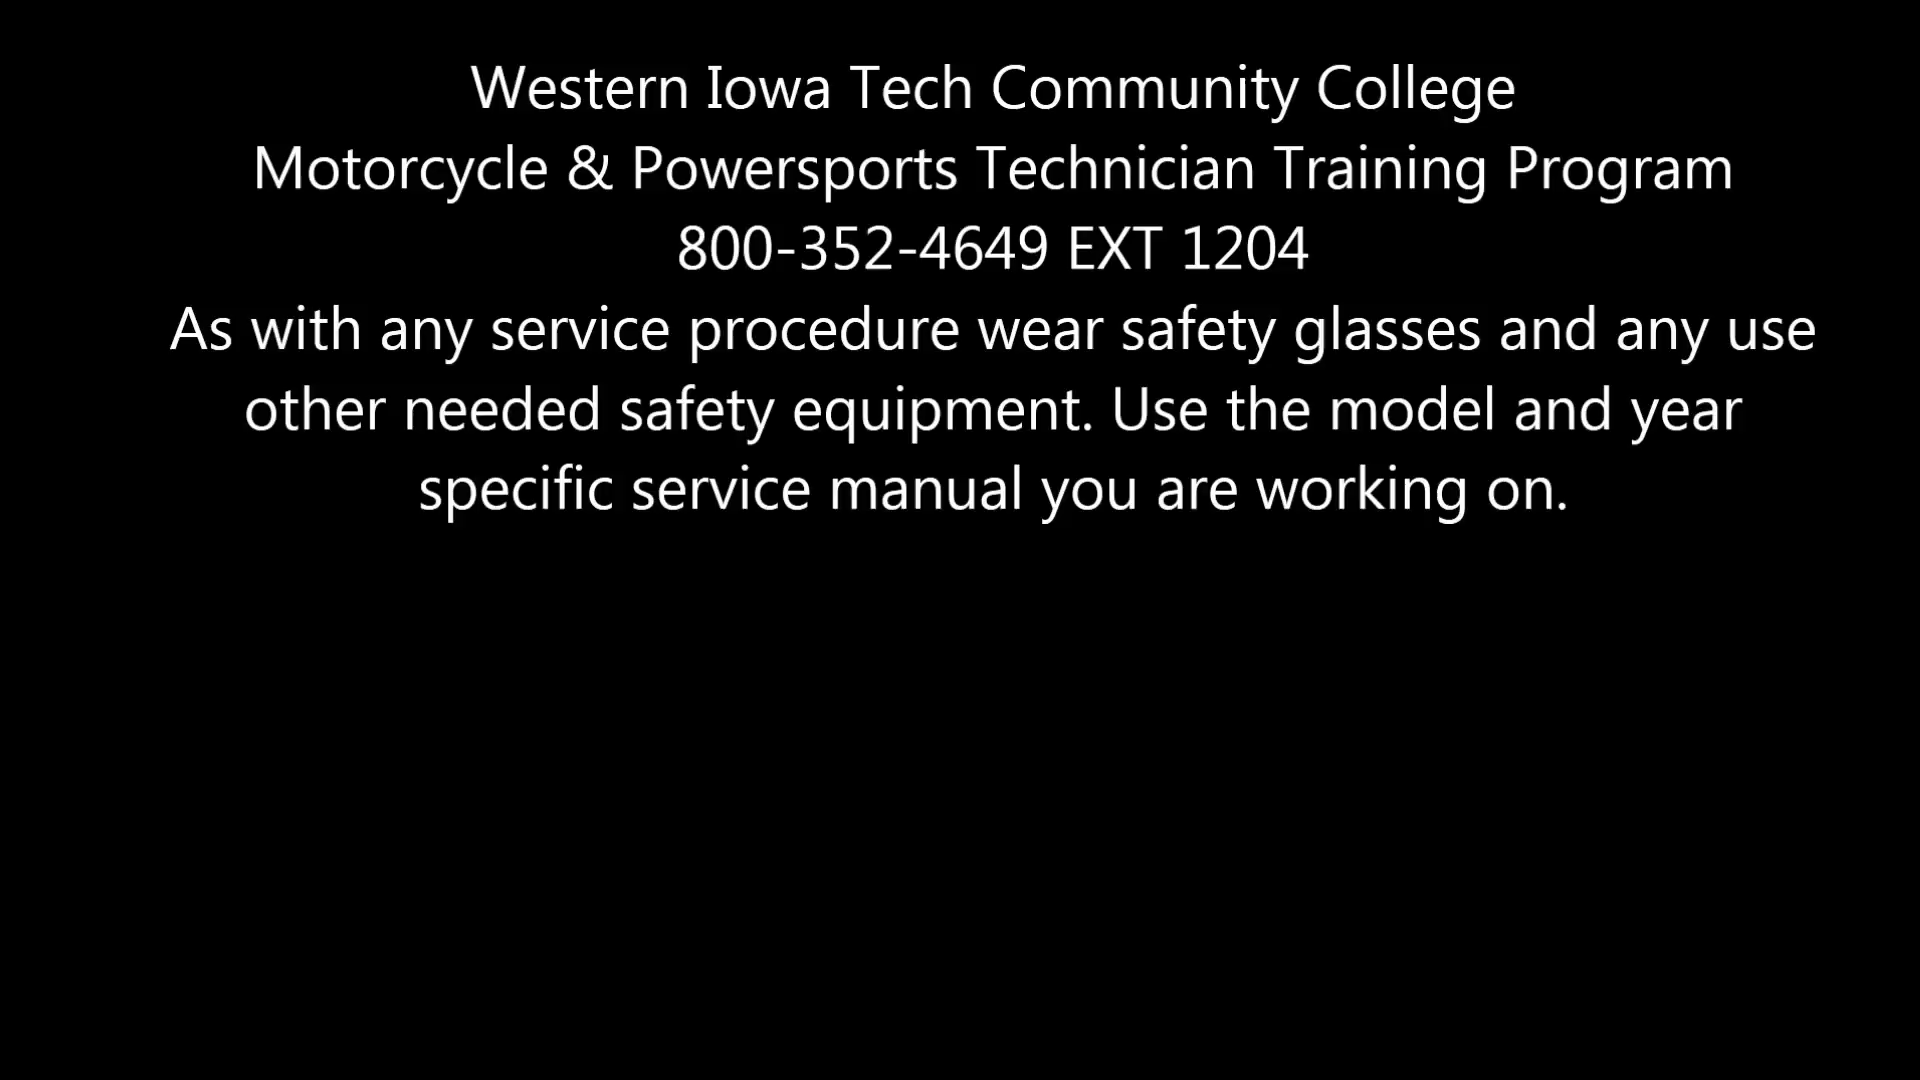 Western Iowa Tech Community College
Motorcycle & Powersports Technician Training Program
800-352-4649 EXT 1204
As with any service procedure wear safety glasses and any use
other needed safety equipment. Use the model and year
specific service manual you are working on.